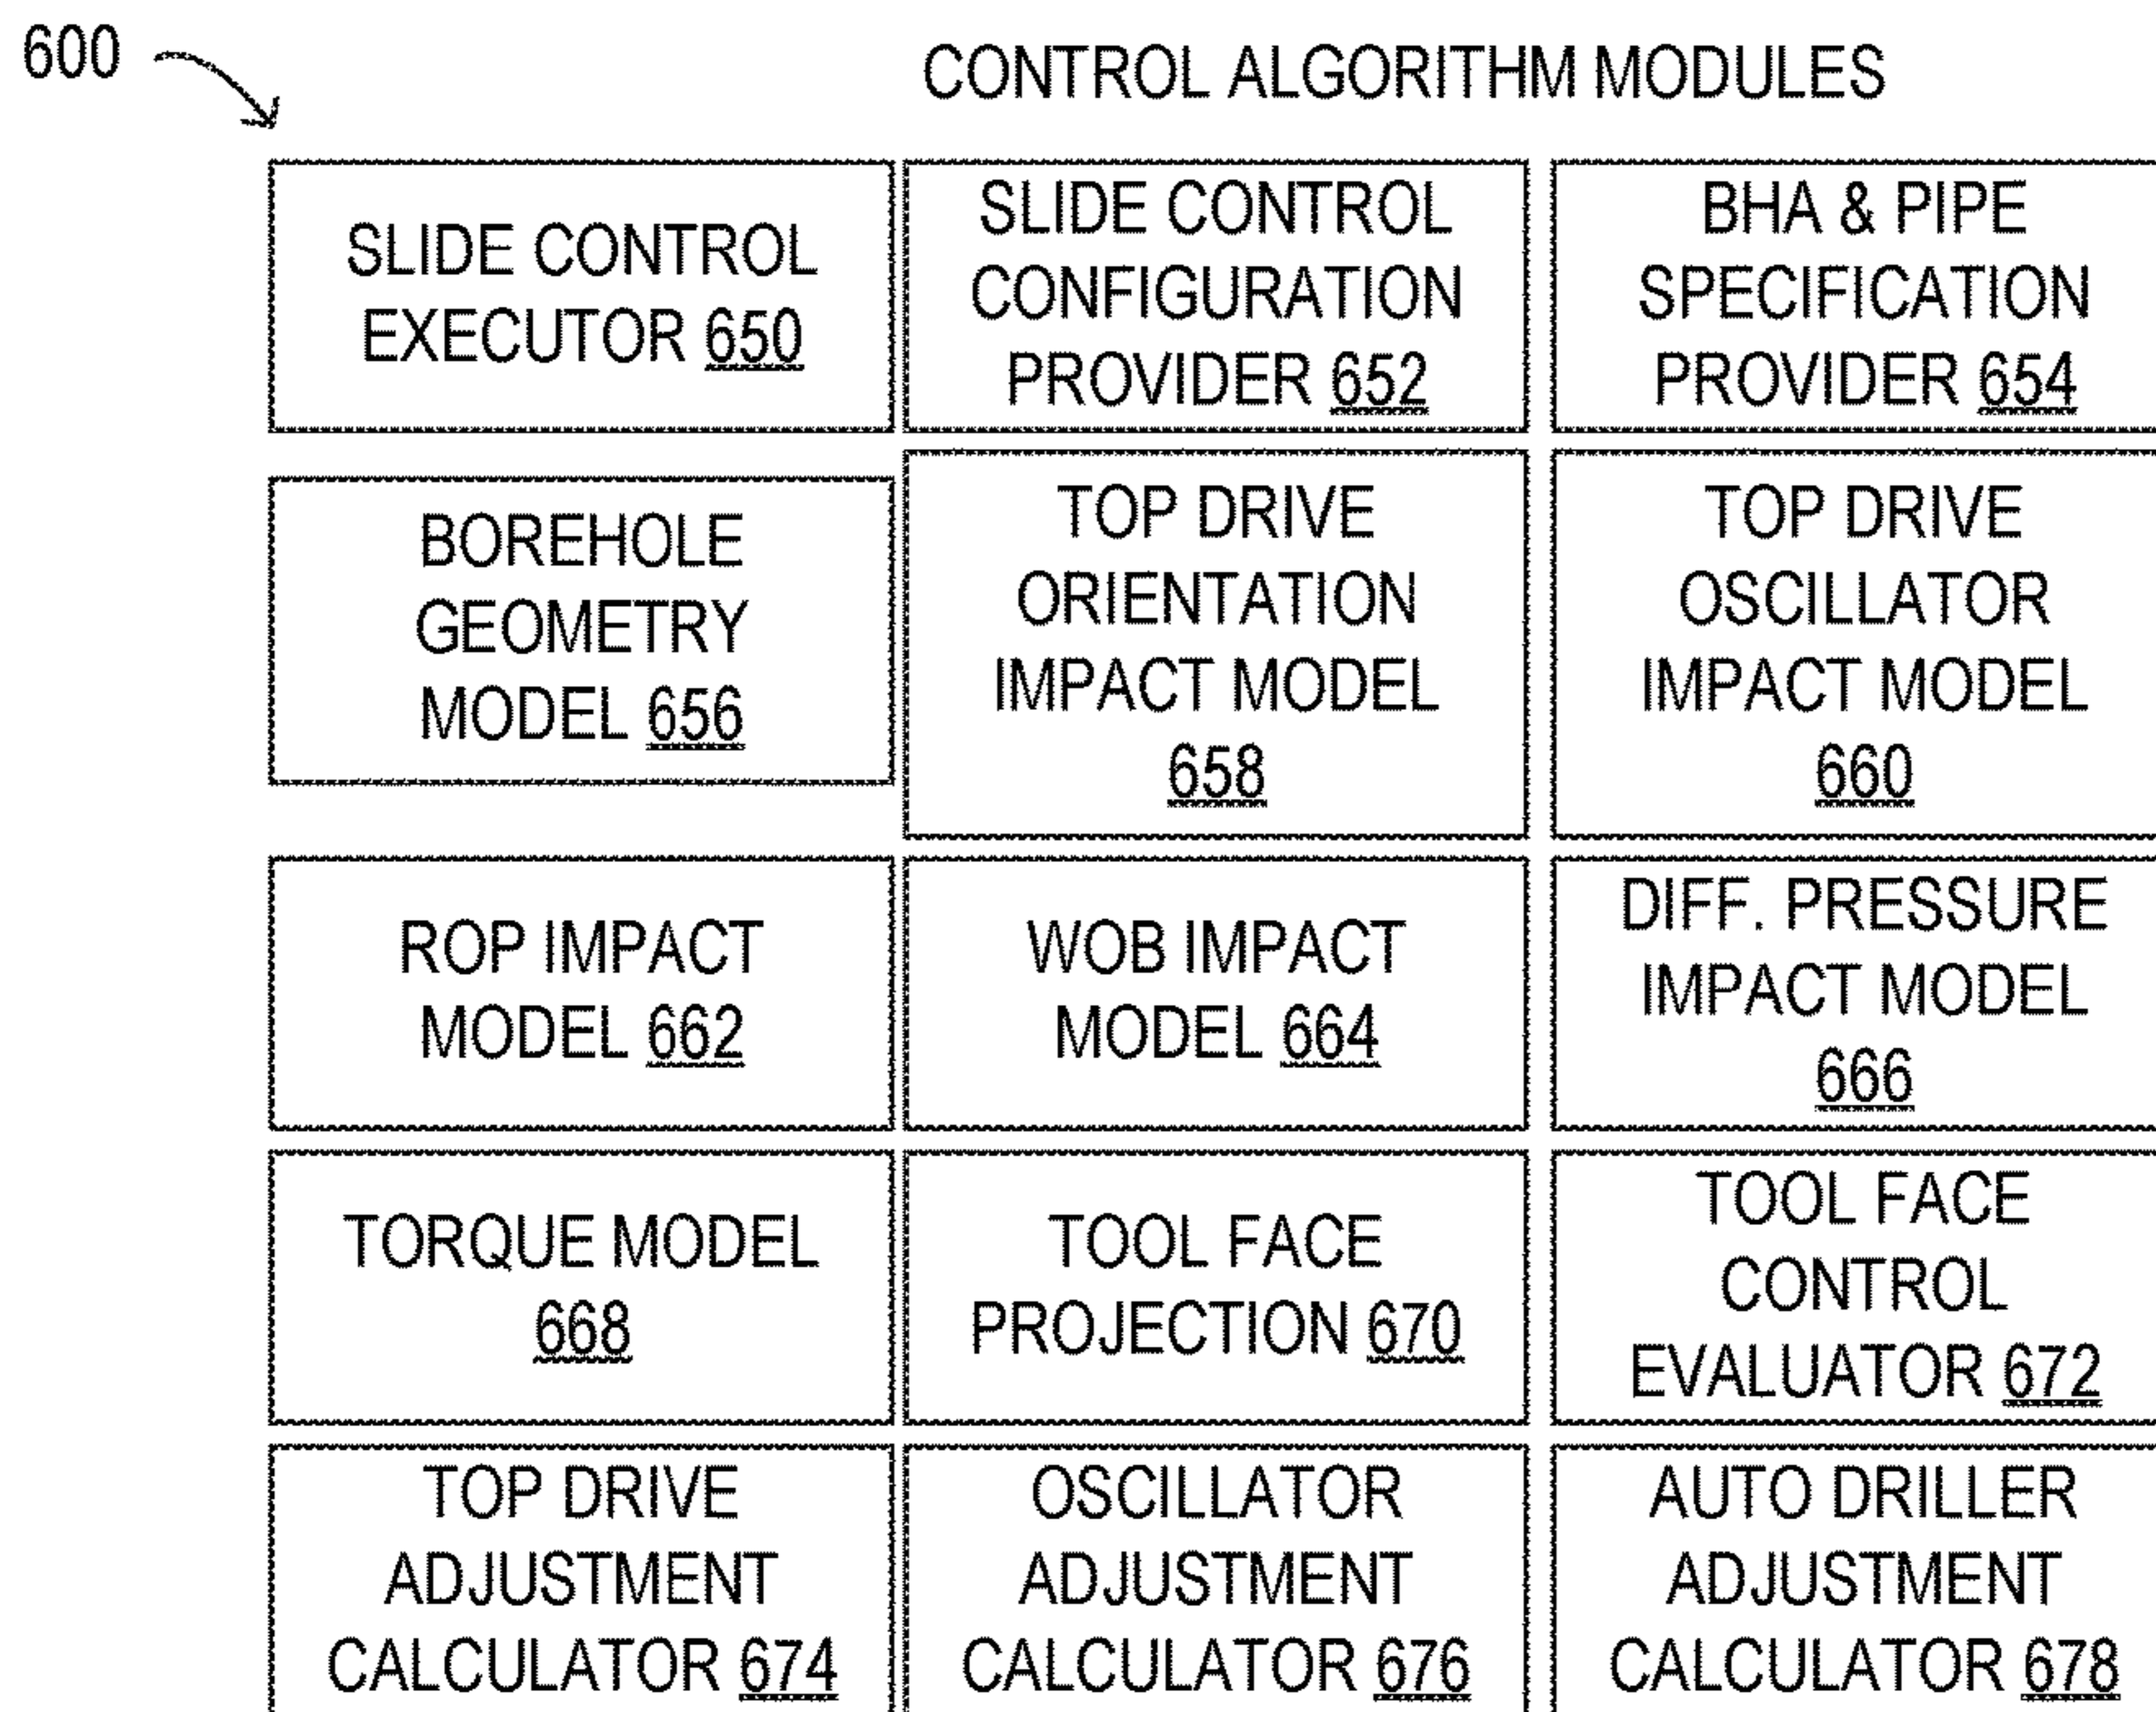 600
CONTROL ALGORITHM MODULES
SLIDE CONTROL
EXECUTOR 650
SLIDE CONTROL
CONFIGURATION
PROVIDER 652
BHA & PIPE
SPECIFICATION
PROVIDER 654
BOREHOLE
GEOMETRY
MODEL 656
TOP DRIVE
ORIENTATION
IMPACT MODEL
658
TOP DRIVE
OSCILLATOR
IMPACT MODEL
660
ROP IMPACT
MODEL 662
WOB IMPACT
MODEL 664
DIFF. PRESSURE
IMPACT MODEL
666
TORQUE MODEL
668
TOOL FACE
PROJECTION 670
TOOL FACE
CONTROL
EVALUATOR 672
TOP DRIVE
ADJUSTMENT
CALCULATOR 674
OSCILLATOR
ADJUSTMENT
CALCULATOR 676
AUTO DRILLER
ADJUSTMENT
CALCULATOR 678